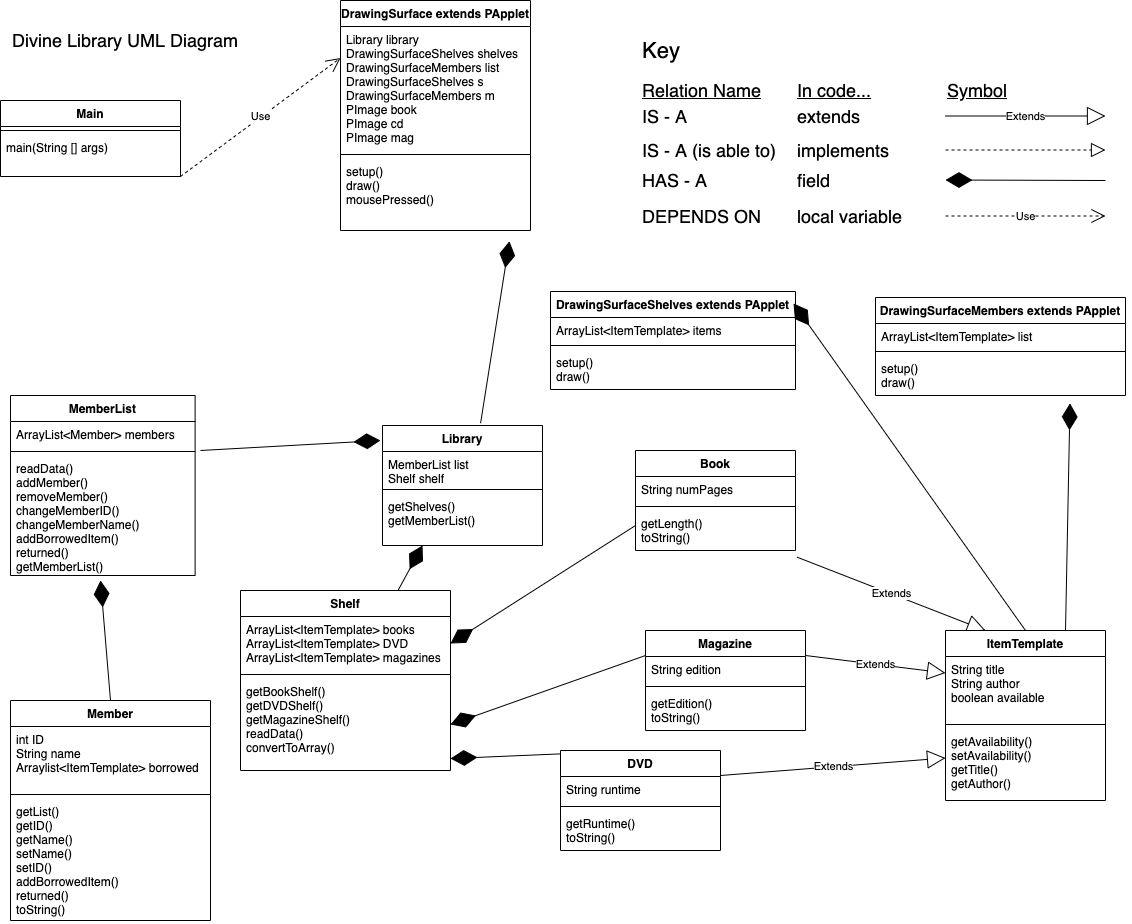 Divine Library UML Diagram
Main
main(String [] args)
Use
DrawingSurface extends PApplet
Library library
DrawingSurfaceShelves shelves
DrawingSurfaceMembers list
DrawingSurfaceShelves s
DrawingSurfaceMembers m
PImage book
PImage cd
PImage mag
setup()
draw()
mousePressed()
Key
Relation Name In code... Symbol
IS - A extends Extends
IS - A (is able to) implements
HAS - A field
DEPENDS ON local variable Use
DrawingSurfaceShelves extends PApplet
ArrayList<ItemTemplate> items
setup()
draw()
DrawingSurfaceMembers extends PApplet
ArrayList<ItemTemplate> list
setup()
draw()
MemberList
ArrayList<Member> members
readData()
addMember()
removeMember()
changeMemberID()
changeMemberName()
addBorrowedItem()
returned()
getMemberList()
Library
MemberList list
Shelf shelf
getShelves()
getMemberList()
Book
String numPages
getLength()
toString()
Extends
Shelf
ArrayList<ItemTemplate> books
ArrayList<ItemTemplate> DVD
ArrayList<ItemTemplate> magazines
getBookShelf()
getDVDShelf()
getMagazineShelf()
readData()
convertToArray()
Magazine
String edition
getEdition()
toString()
Extends
ItemTemplate
String title
String author
boolean available
getAvailability()
setAvailability()
getTitle()
getAuthor()
Member
int ID
String name
Arraylist<ItemTemplate> borrowed
getList()
getID()
getName()
setName()
setID()
addBorrowedItem()
returned()
toString()
DVD
String runtime
getRuntime()
toString()
Extends